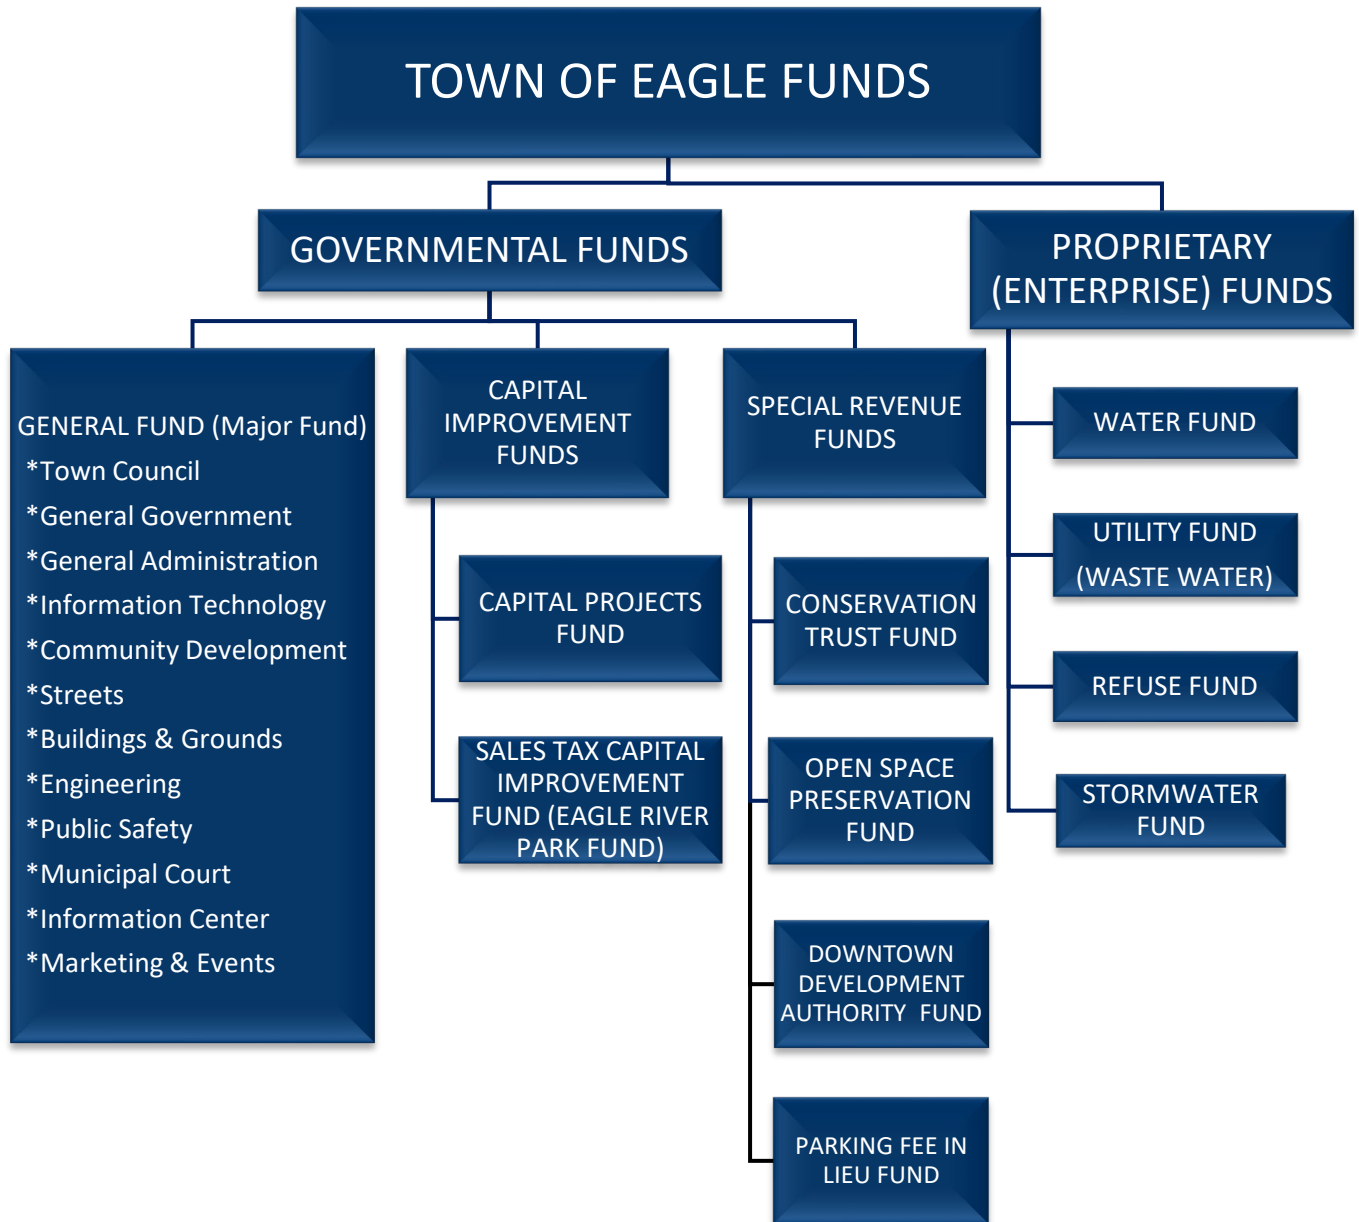 TOWN OF EAGLE FUNDS
GOVERNMENTAL FUNDS
PROPRIETARY
(ENTERPRISE) FUNDS
GENERAL FUND (Major Fund)
*Town Council
*General Government
*General Administration
*Information Technology
*Community Development
*Streets
*Buildings & Grounds
*Engineering
*Public Safety
*Municipal Court
*Information Center
*Marketing & Events
CAPITAL
IMPROVEMENT
FUNDS
CAPITAL PROJECTS
FUND
SALES TAX CAPITAL
IMPROVEMENT
FUND (EAGLE RIVER
PARK FUND)
SPECIAL REVENUE
FUNDS
CONSERVATION
TRUST FUND
OPEN SPACE
PRESERVATION
FUND
DOWNTOWN
DEVELOPMENT
AUTHORITY  FUND
PARKING FEE IN
LIEU FUND
WATER FUND
UTILITY FUND
(WASTE WATER)
REFUSE FUND
STORMWATER
FUND